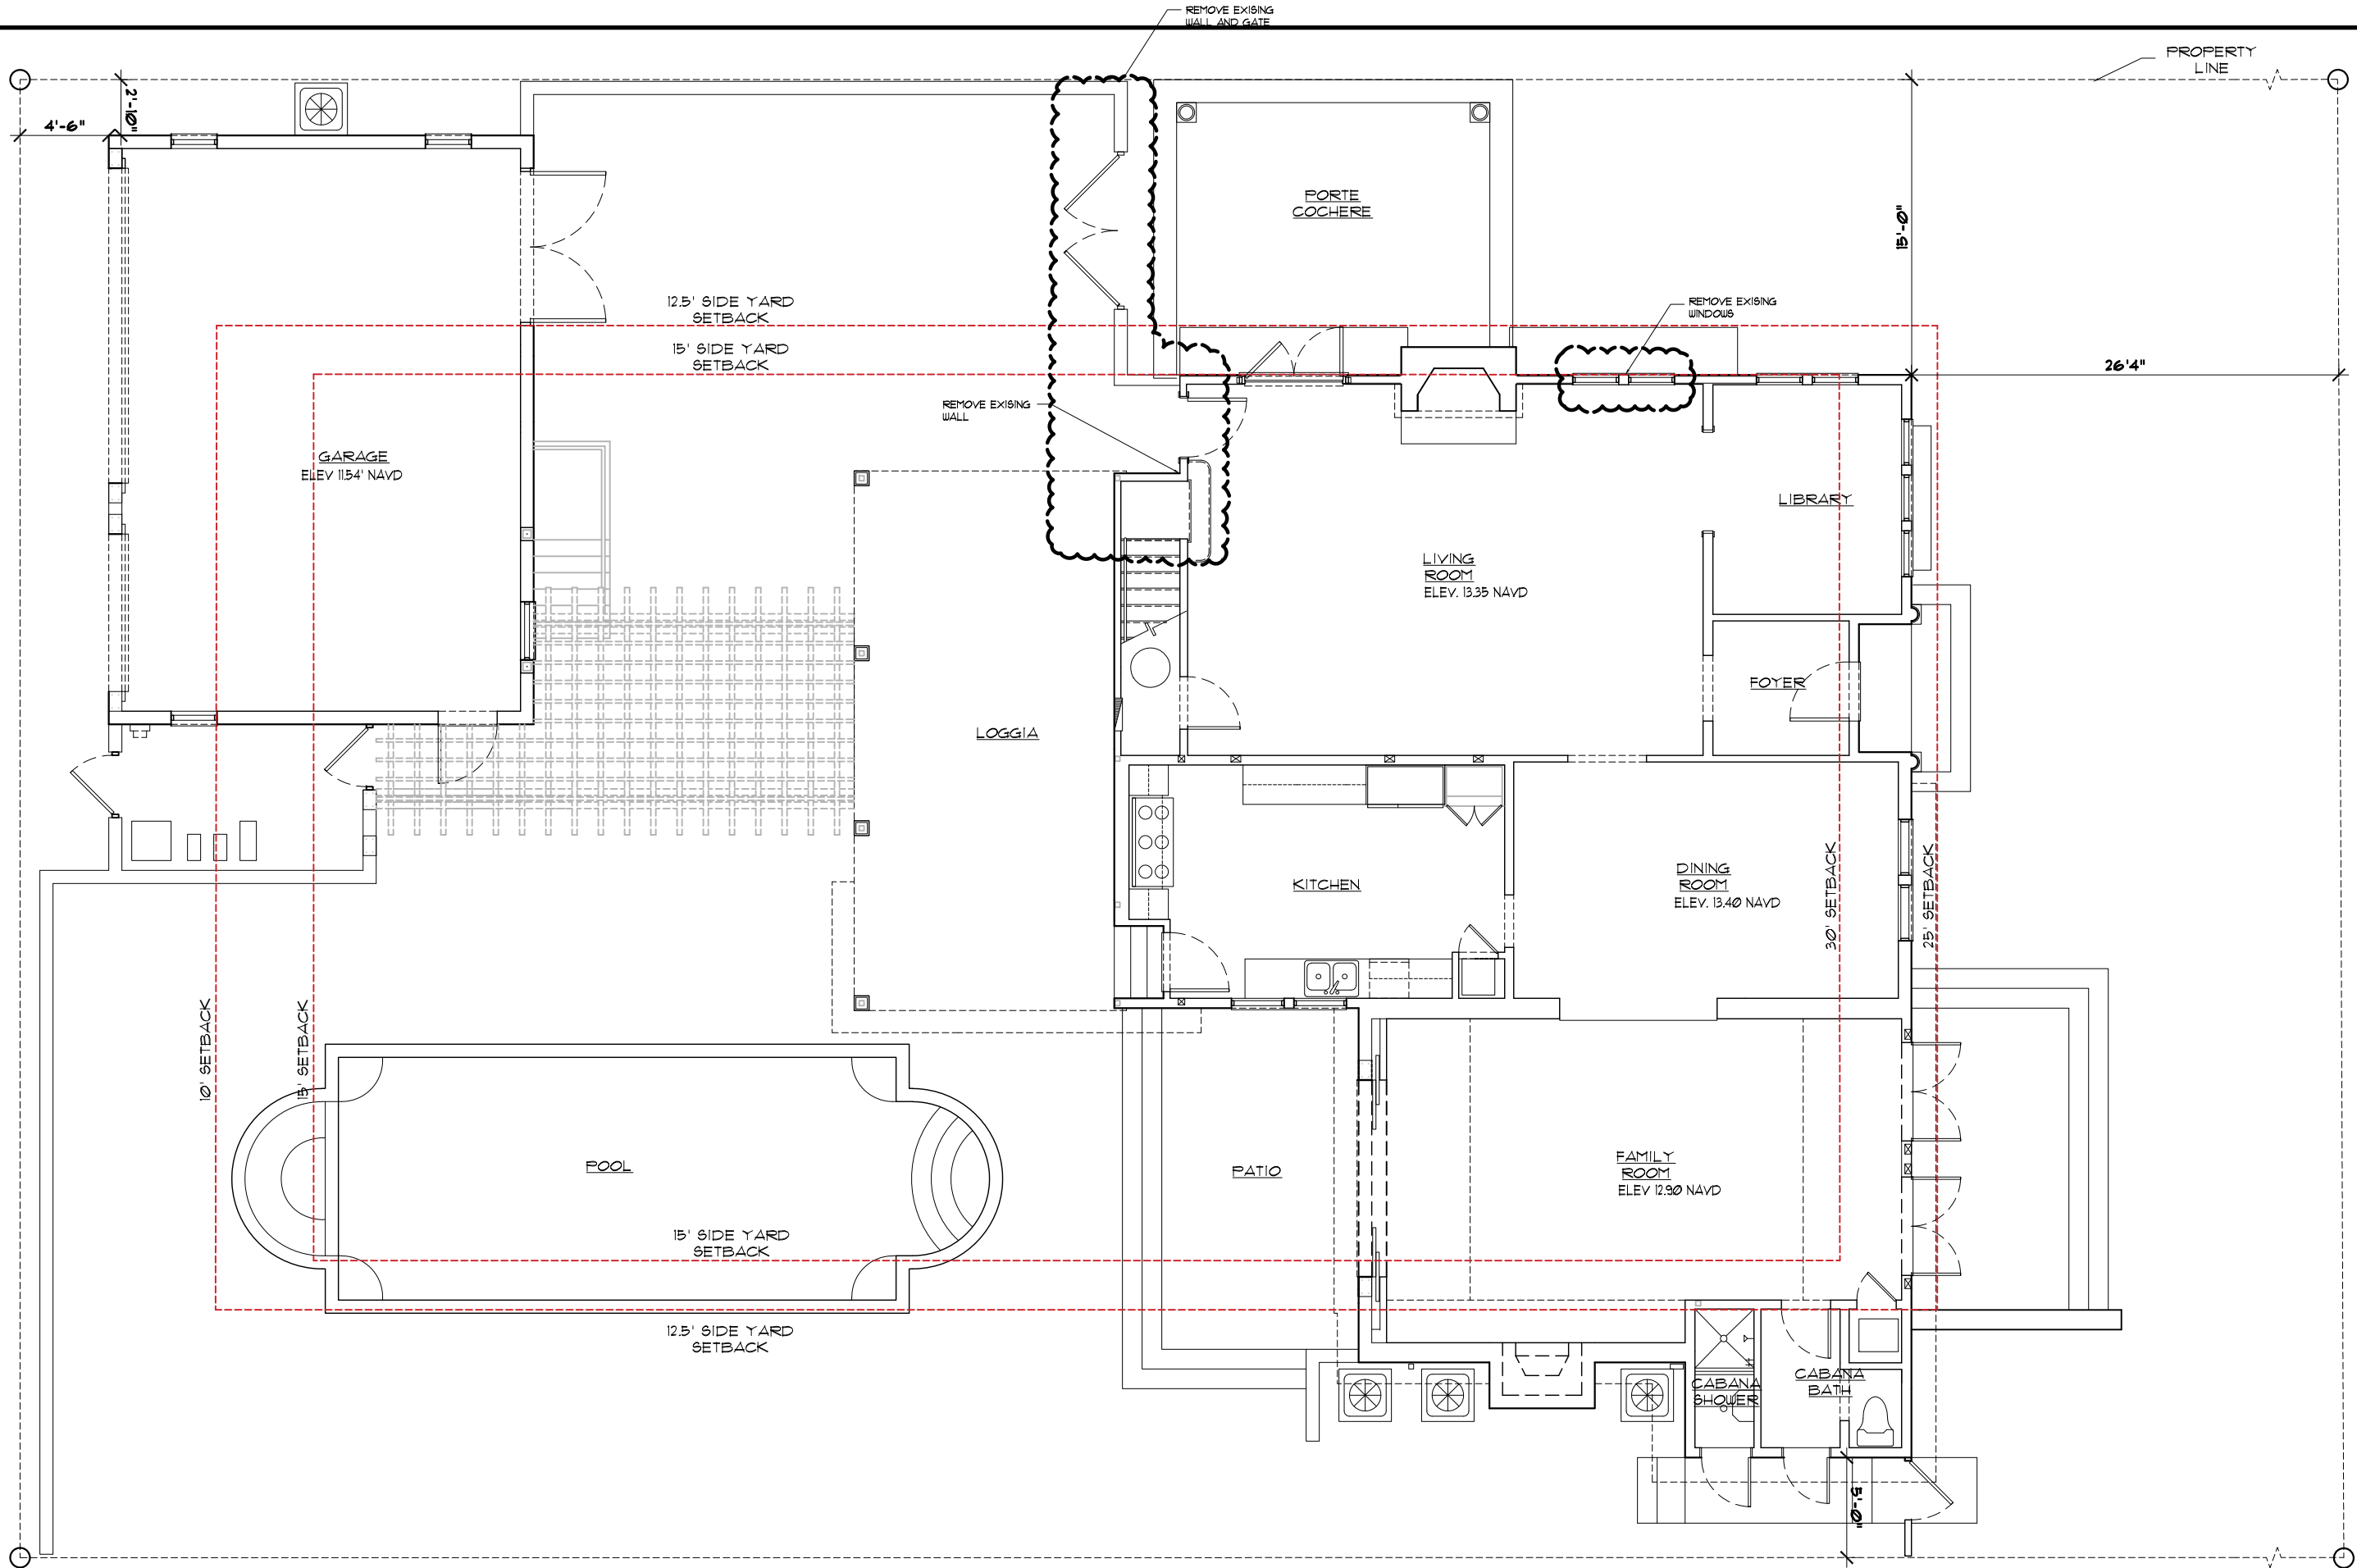 REMOVE EXISING
WALL AND GATE
PROPERTY
LINE
2'-10"
4'-6"
PORTE
COCHERE
15'-0"
12.5' SIDE YARD
SETBACK
REMOVE EXISING
WINDOWS
15' SIDE YARD
SETBACK
26'4"
REMOVE EXISING
WALL
GARAGE
ELEV 11.54' NAVD
LIBRARY
LIVING
ROOM
ELEV. 13.35 NAVD
FOYER
LOGGIA
KITCHEN
DINING
ROOM
ELEV. 13.40 NAVD
30' SETBACK
25' SETBACK
10' SETBACK
15' SETBACK
POOL
PATIO
FAMILY
ROOM
ELEV 12.90 NAVD
15' SIDE YARD
SETBACK
12.5' SIDE YARD
SETBACK
CABANA
SHOWER
CABANA
BATH
5'-0"